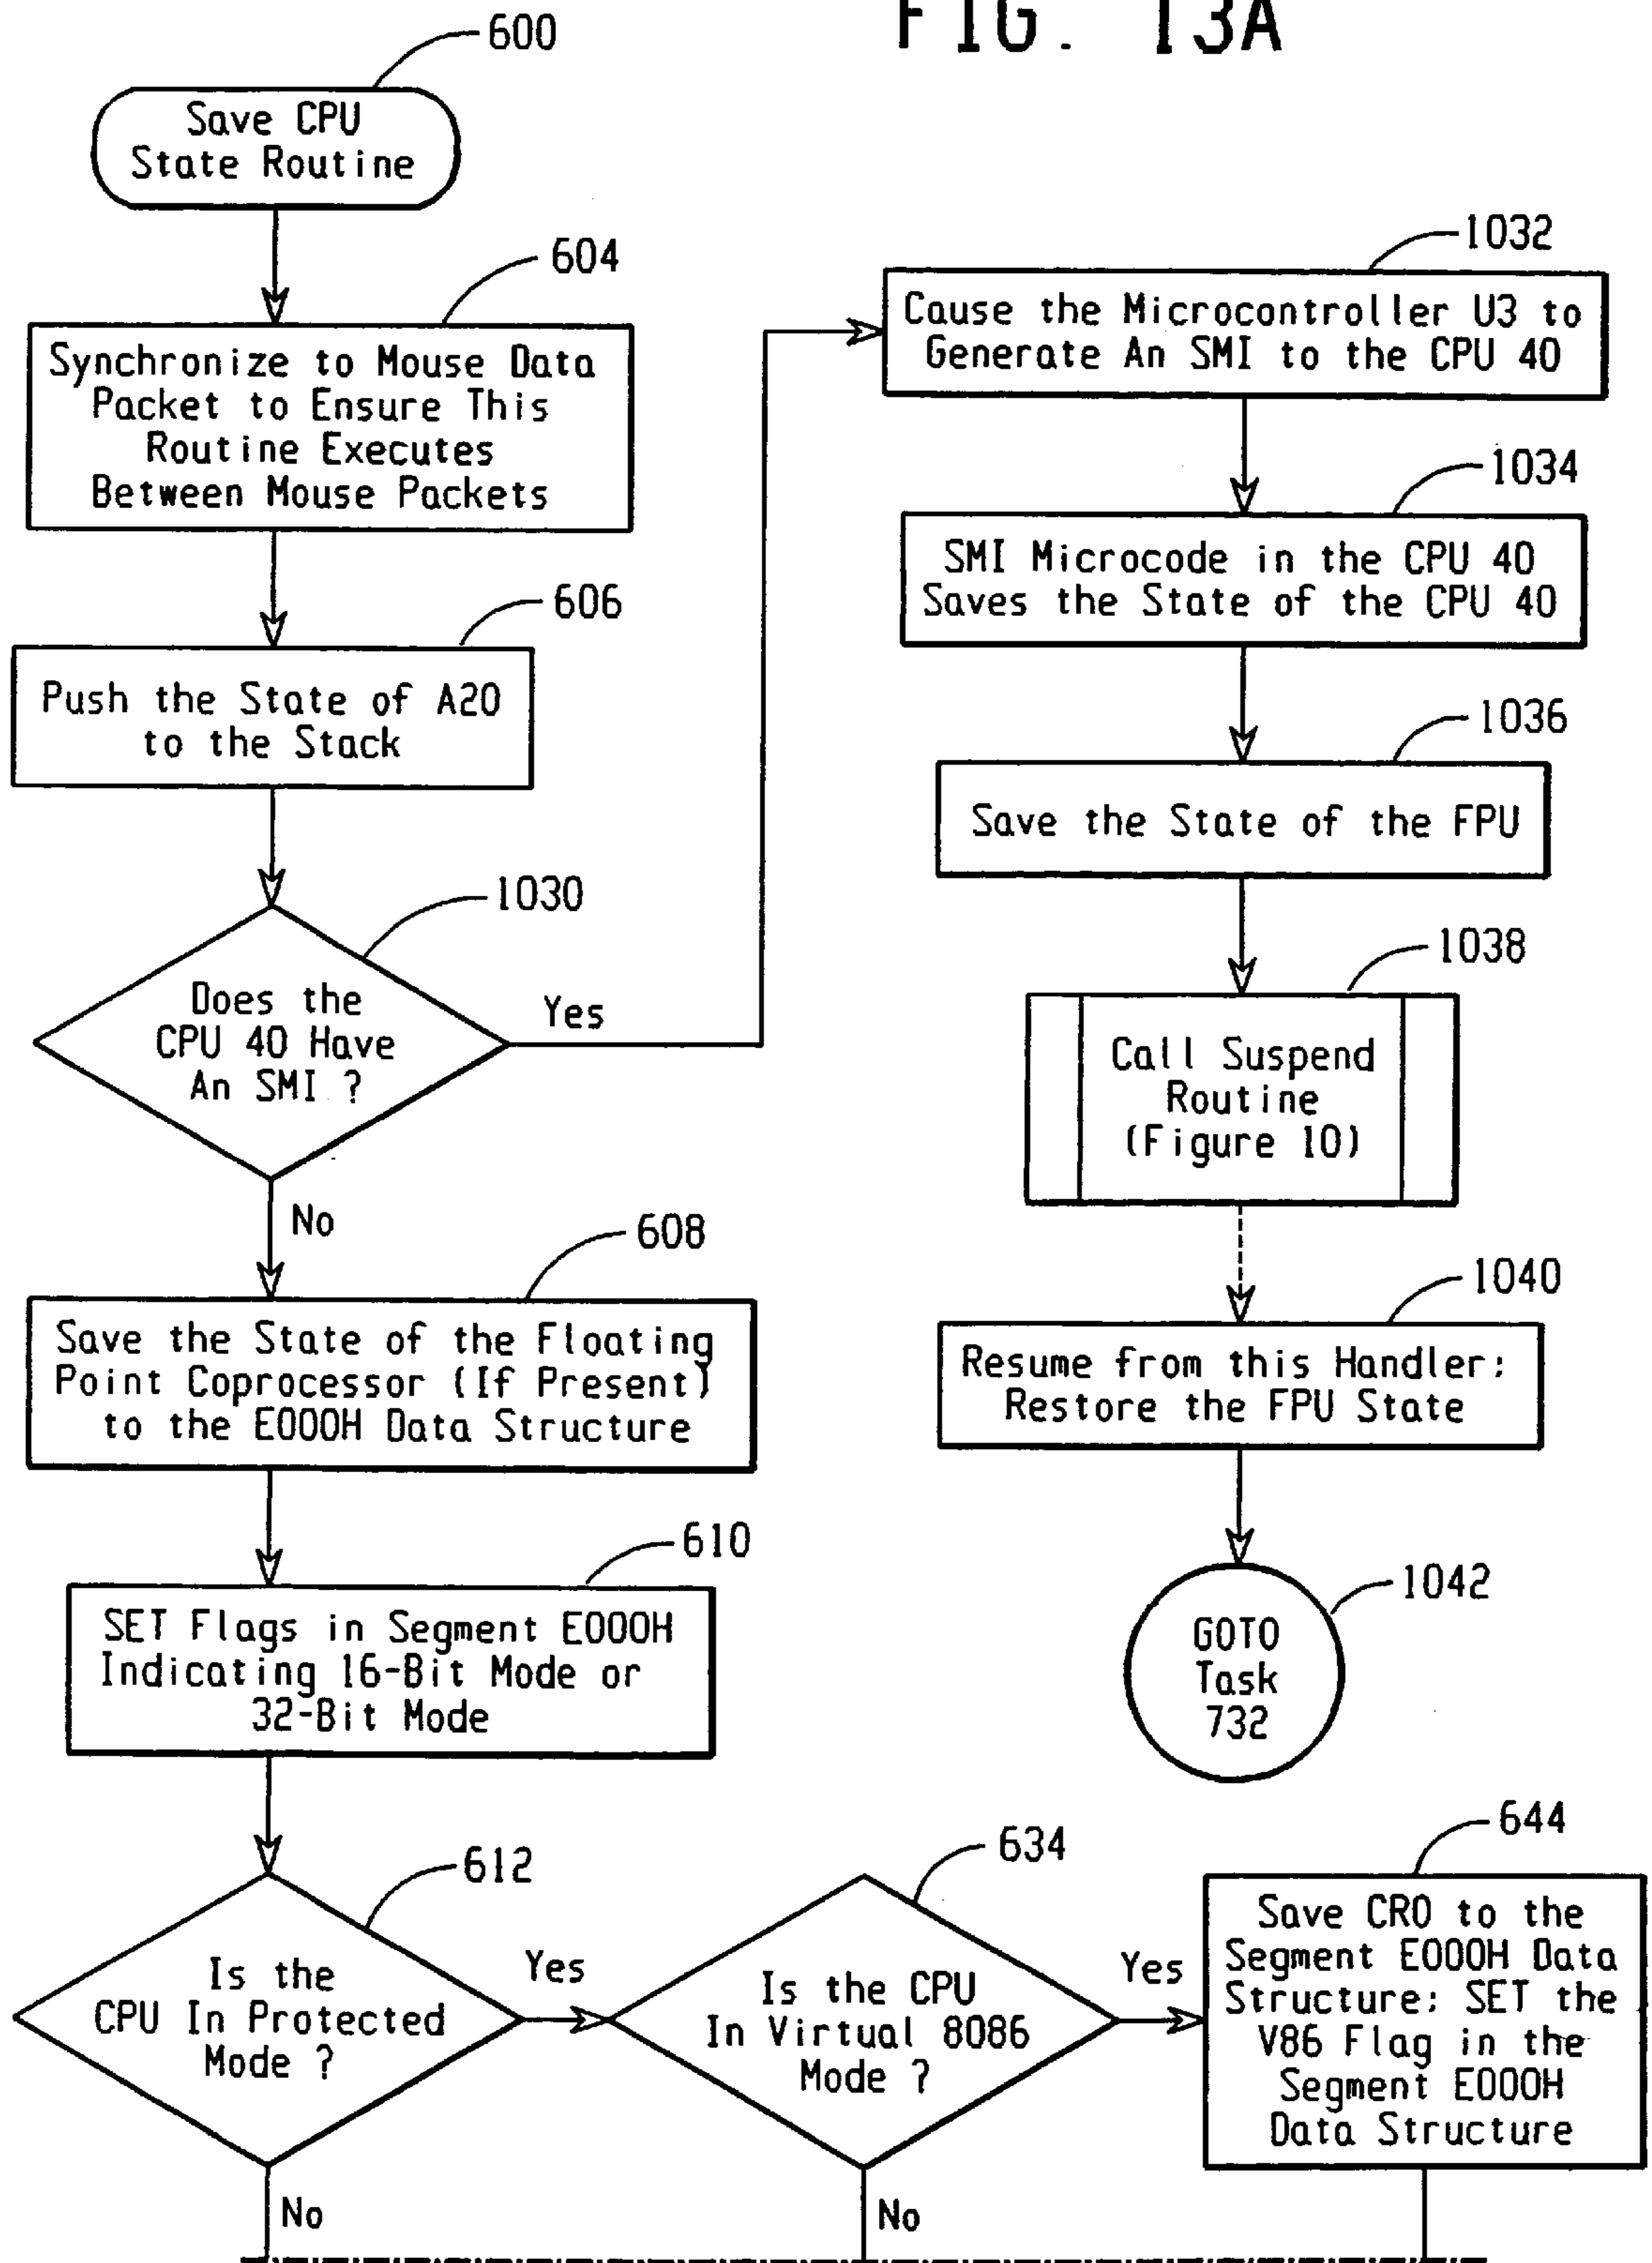 FIG. 13A
600
Save CPU
State Routine
604
Synchronize to Mouse Data
Packet to Ensure This
Routine Executes
Between Mouse Packets
606
Push the State of A20
to the Stack
1030
Does the
CPU 40 Have
An SMI ?
Yes
No
1032
Cause the Microcontroller U3 to
Generate An SMI to the CPU 40
1034
SMI Microcode in the CPU 40
Saves the State of the CPU 40
1036
Save the State of the FPU
1038
Call Suspend
Routine
(Figure 10)
1040
Resume from this Handler;
Restore the FPU State
1042
GOTO
Task
732
608
Save the State of the Floating
Point Coprocessor (If Present)
to the E000H Data Structure
610
SET Flags in Segment E000H
Indicating 16-Bit Mode or
32-Bit Mode
612
Is the
CPU In Protected
Mode ?
Yes
No
634
Is the CPU
In Virtual 8086
Mode ?
Yes
No
644
Save CR0 to the
Segment E000H Data
Structure; SET the
V86 Flag in the
Segment E000H
Data Structure